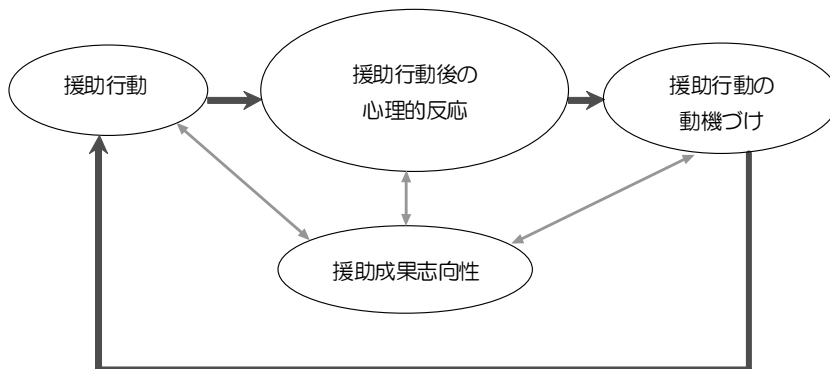 援助行動
援助行動後の
心理的反応
援助行動の
動機づけ
援助成果志向性